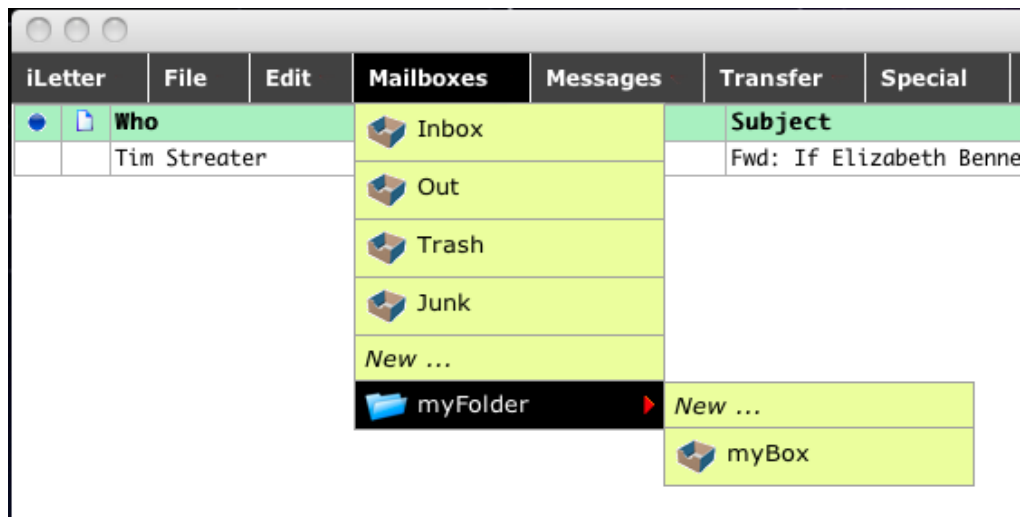 iLetter File Edit Mailboxes Messages Transfer Special
Who Subject
Tim Streater Fwd: If Elizabeth Benne
Inbox
Out
Trash
Junk
New ...
myFolder
New ...
myBox